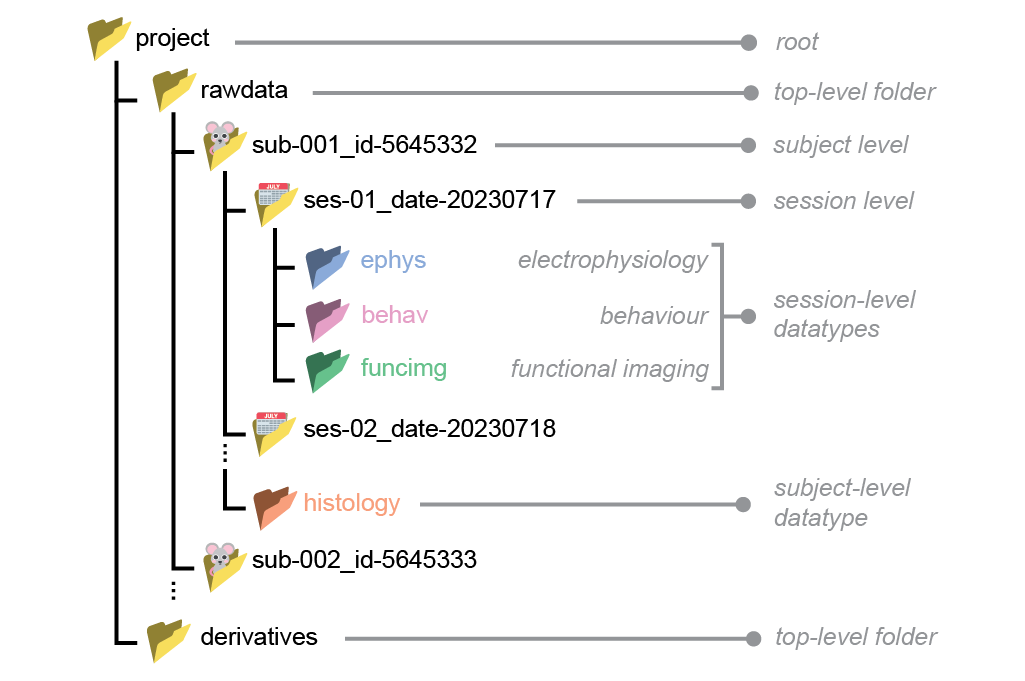 project
root
rawdata
top-level folder
sub-001_id-5645332
subject level
JULY
ses-01_date-20230717
session level
ephys
electrophysiology
behav
behaviour
session-level
datatypes
funcimg
functional imaging
JULY
ses-02_date-20230718
histology
subject-level
datatype
sub-002_id-5645333
derivatives
top-level folder